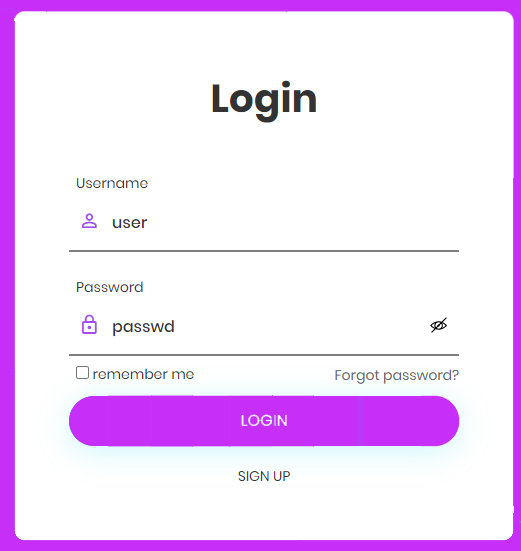 Login
Username
user
Password
passwd
remember me Forgot password?
LOGIN
SIGN UP